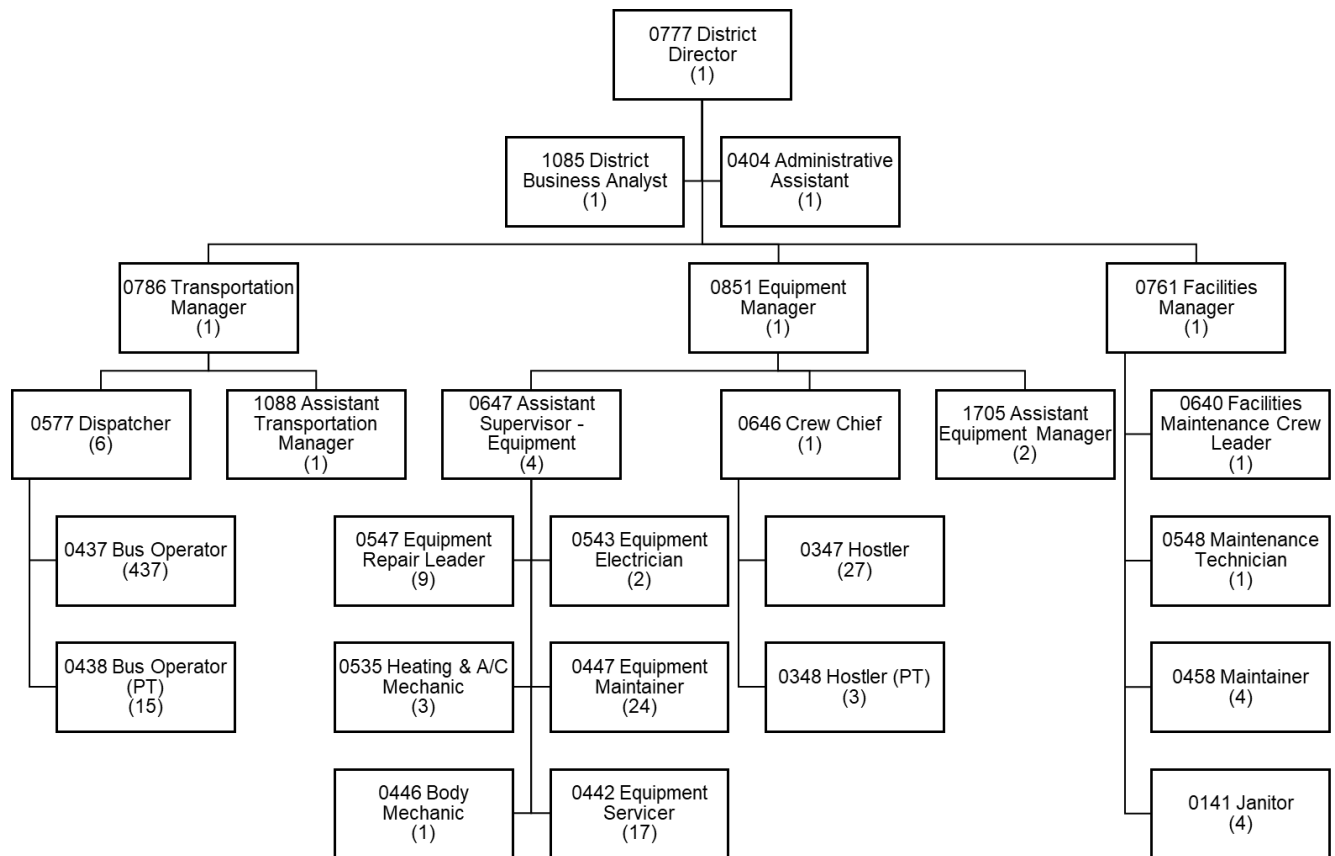 0777 District
Director
(1)
1085 District
Business Analyst
(1)
0404 Administrative
Assistant
(1)
0786 Transportation
Manager
(1)
0851 Equipment
Manager
(1)
0761 Facilities
Manager
(1)
0577 Dispatcher
(6)
1088 Assistant
Transportation
Manager
(1)
0647 Assistant
Supervisor -
Equipment
(4)
0646 Crew Chief
(1)
1705 Assistant
Equipment Manager
(2)
0640 Facilities
Maintenance Crew
Leader
(1)
0437 Bus Operator
(437)
0547 Equipment
Repair Leader
(9)
0543 Equipment
Electrician
(2)
0347 Hostler
(27)
0548 Maintenance
Technician
(1)
0438 Bus Operator
(PT)
(15)
0535 Heating & A/C
Mechanic
(3)
0447 Equipment
Maintainer
(24)
0348 Hostler (PT)
(3)
0458 Maintainer
(4)
0446 Body
Mechanic
(1)
0442 Equipment
Servicer
(17)
0141 Janitor
(4)